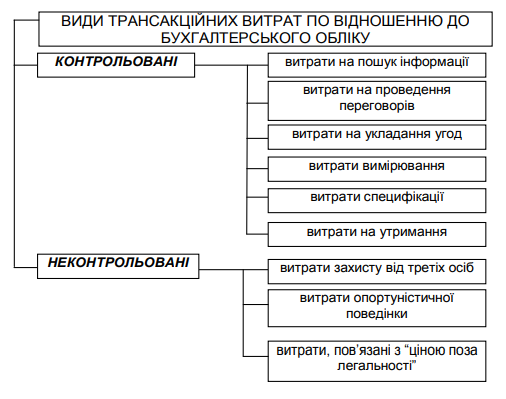 ВИДИ ТРАНСАКЦІЙНИХ ВИТРАТ ПО ВІДНОШЕННЮ ДО
БУХГАЛТЕРСЬКОГО ОБЛІКУ
КОНТРОЛЬОВАНІ
витрати на пошук інформації
витрати на проведення
переговорів
витрати на укладання угод
витрати вимірювання
витрати специфікації
витрати на утримання
НЕКОНТРОЛЬОВАНІ
витрати захисту від третіх осіб
витрати опортуністичної
поведінки
витрати, пов’язані з “ціною поза
легальності”